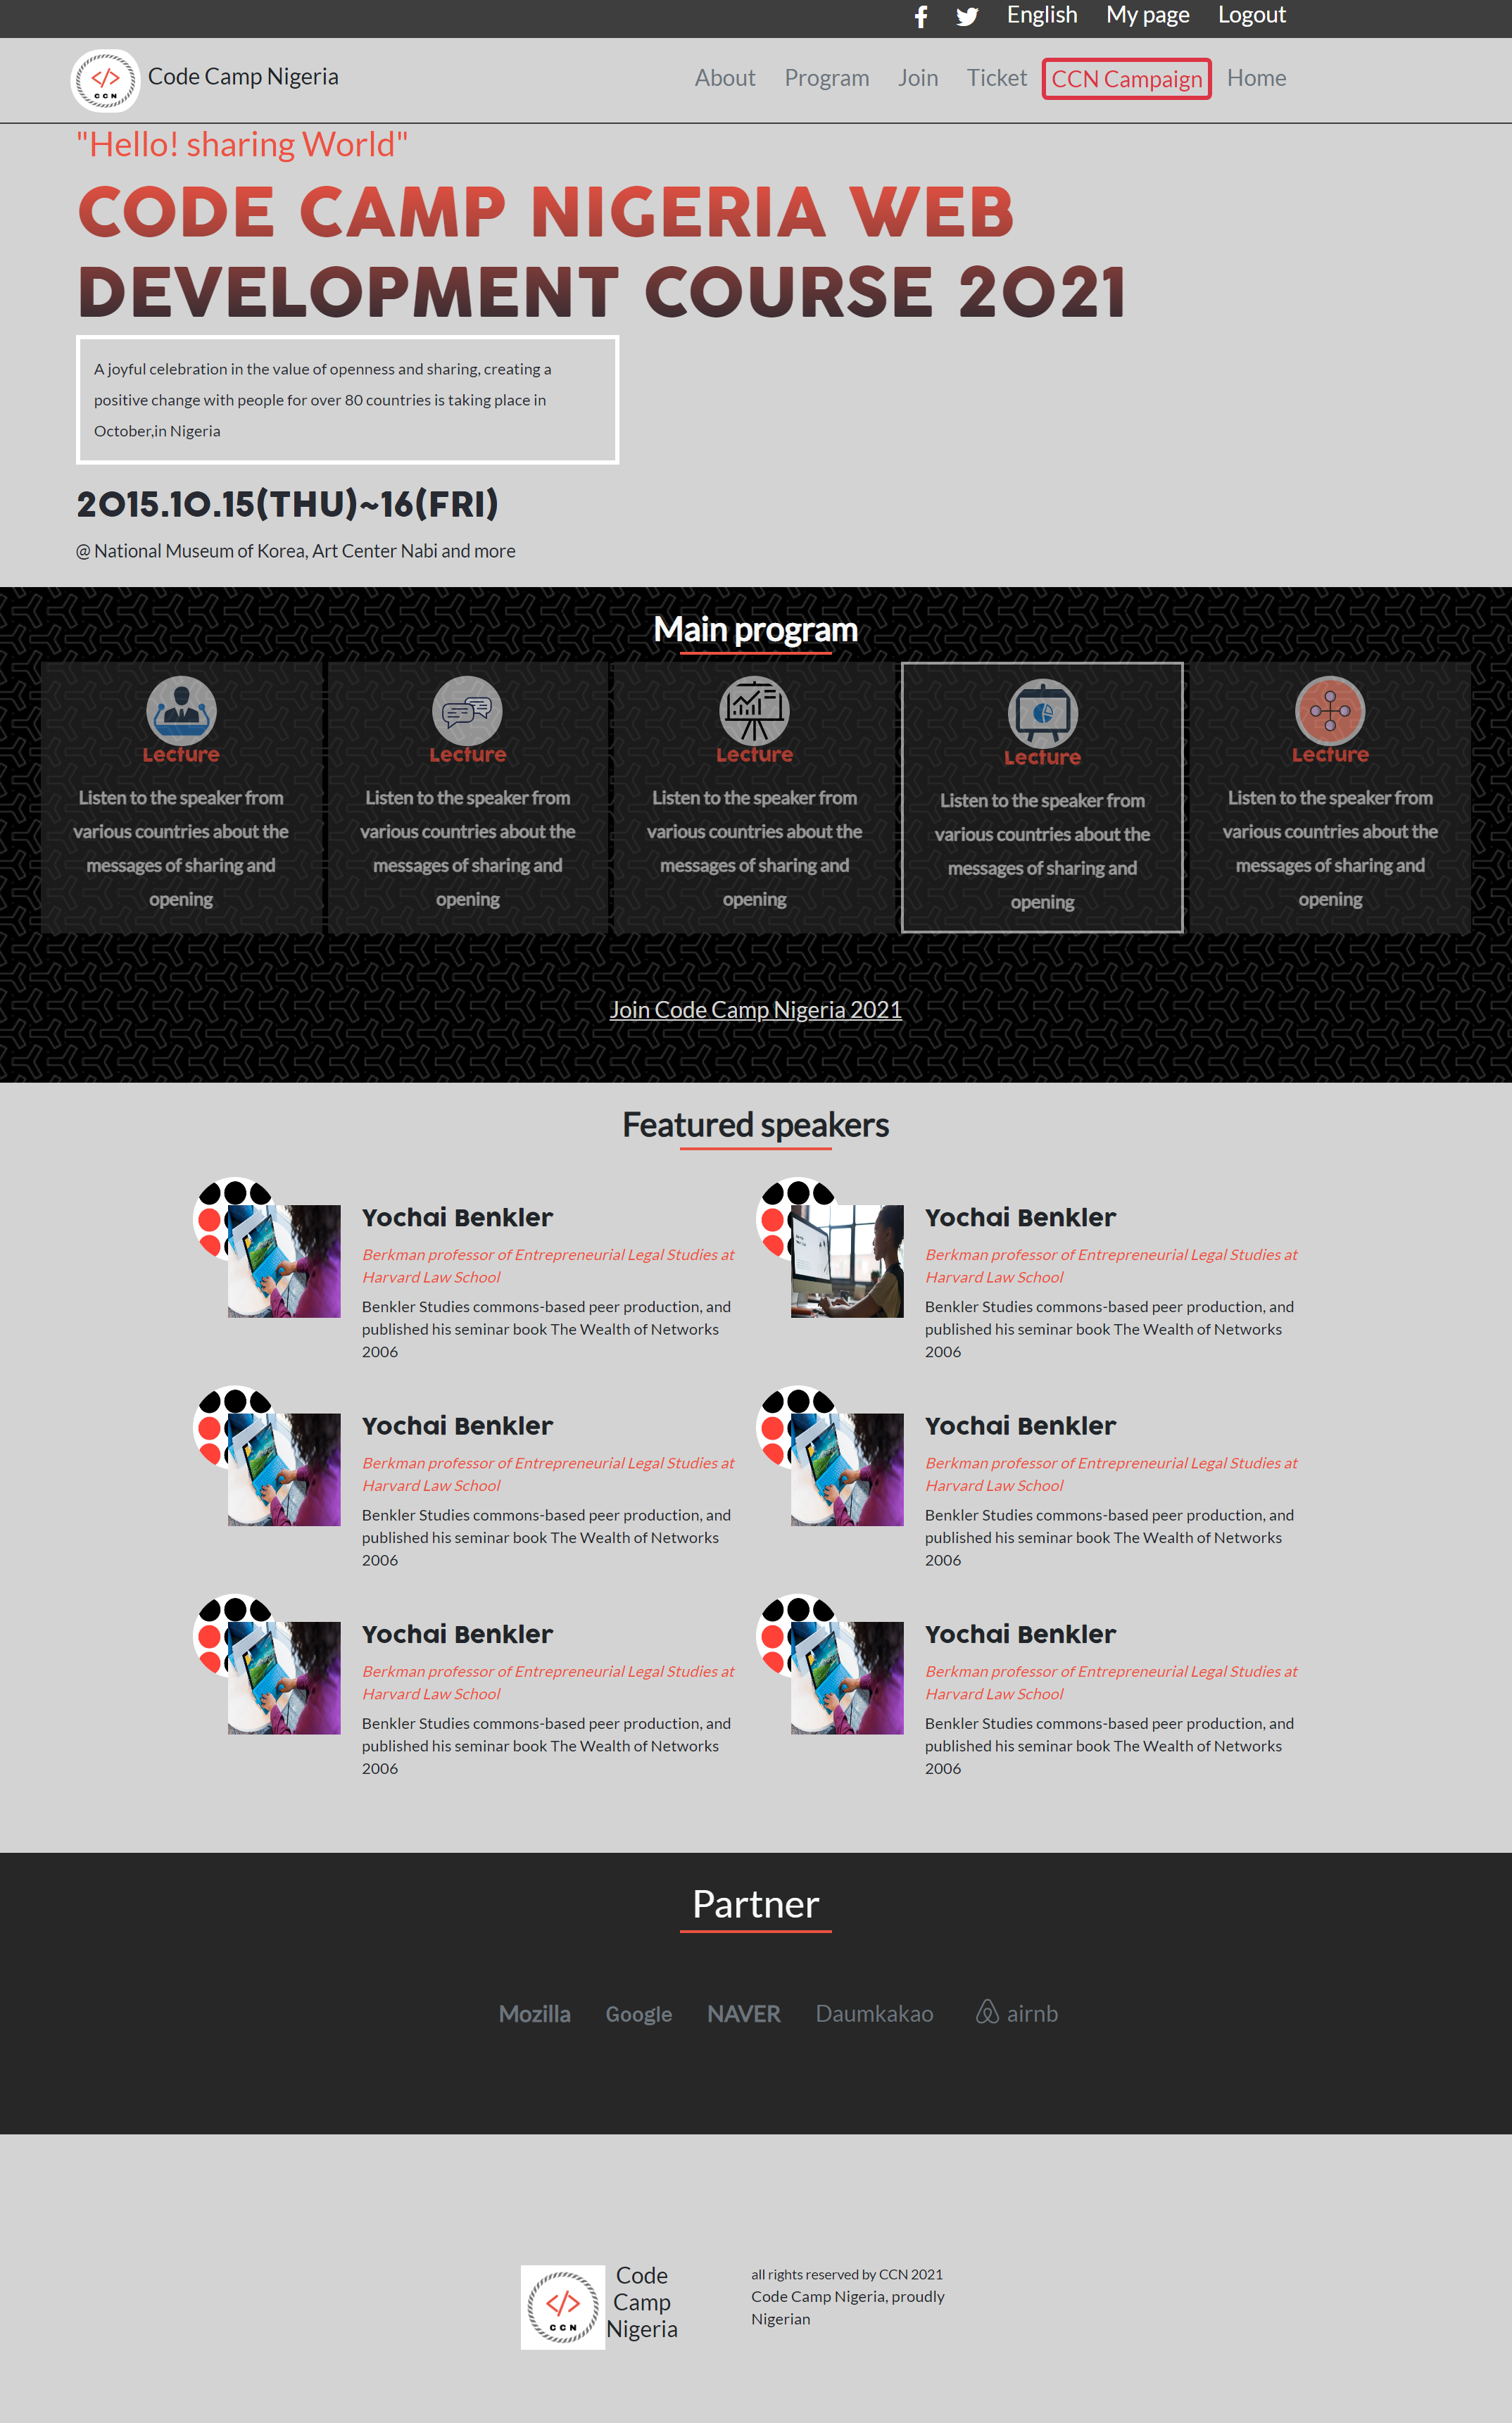 English My page Logout
CCN
Code Camp Nigeria
About Program Join Ticket CCN Campaign Home
"Hello! sharing World"
CODE CAMP NIGERIA WEB
DEVELOPMENT COURSE 2021
A joyful celebration in the value of openness and sharing, creating a
positive change with people for over 80 countries is taking place in
October,in Nigeria
2015.10.15(THU)~16(FRI)
@ National Museum of Korea, Art Center Nabi and more
Main program
Lecture
Listen to the speaker from
various countries about the
messages of sharing and
opening
Lecture
Listen to the speaker from
various countries about the
messages of sharing and
opening
Lecture
Listen to the speaker from
various countries about the
messages of sharing and
opening
Lecture
Listen to the speaker from
various countries about the
messages of sharing and
opening
Lecture
Listen to the speaker from
various countries about the
messages of sharing and
opening
Join Code Camp Nigeria 2021
Featured speakers
Yochai Benkler
Berkman professor of Entrepreneurial Legal Studies at
Harvard Law School
Benkler Studies commons-based peer production, and
published his seminar book The Wealth of Networks
2006
Yochai Benkler
Berkman professor of Entrepreneurial Legal Studies at
Harvard Law School
Benkler Studies commons-based peer production, and
published his seminar book The Wealth of Networks
2006
Yochai Benkler
Berkman professor of Entrepreneurial Legal Studies at
Harvard Law School
Benkler Studies commons-based peer production, and
published his seminar book The Wealth of Networks
2006
Yochai Benkler
Berkman professor of Entrepreneurial Legal Studies at
Harvard Law School
Benkler Studies commons-based peer production, and
published his seminar book The Wealth of Networks
2006
Yochai Benkler
Berkman professor of Entrepreneurial Legal Studies at
Harvard Law School
Benkler Studies commons-based peer production, and
published his seminar book The Wealth of Networks
2006
Yochai Benkler
Berkman professor of Entrepreneurial Legal Studies at
Harvard Law School
Benkler Studies commons-based peer production, and
published his seminar book The Wealth of Networks
2006
Partner
Mozilla Google NAVER Daumkakao airnb
CCN
Code
Camp
Nigeria
all rights reserved by CCN 2021
Code Camp Nigeria, proudly
Nigerian